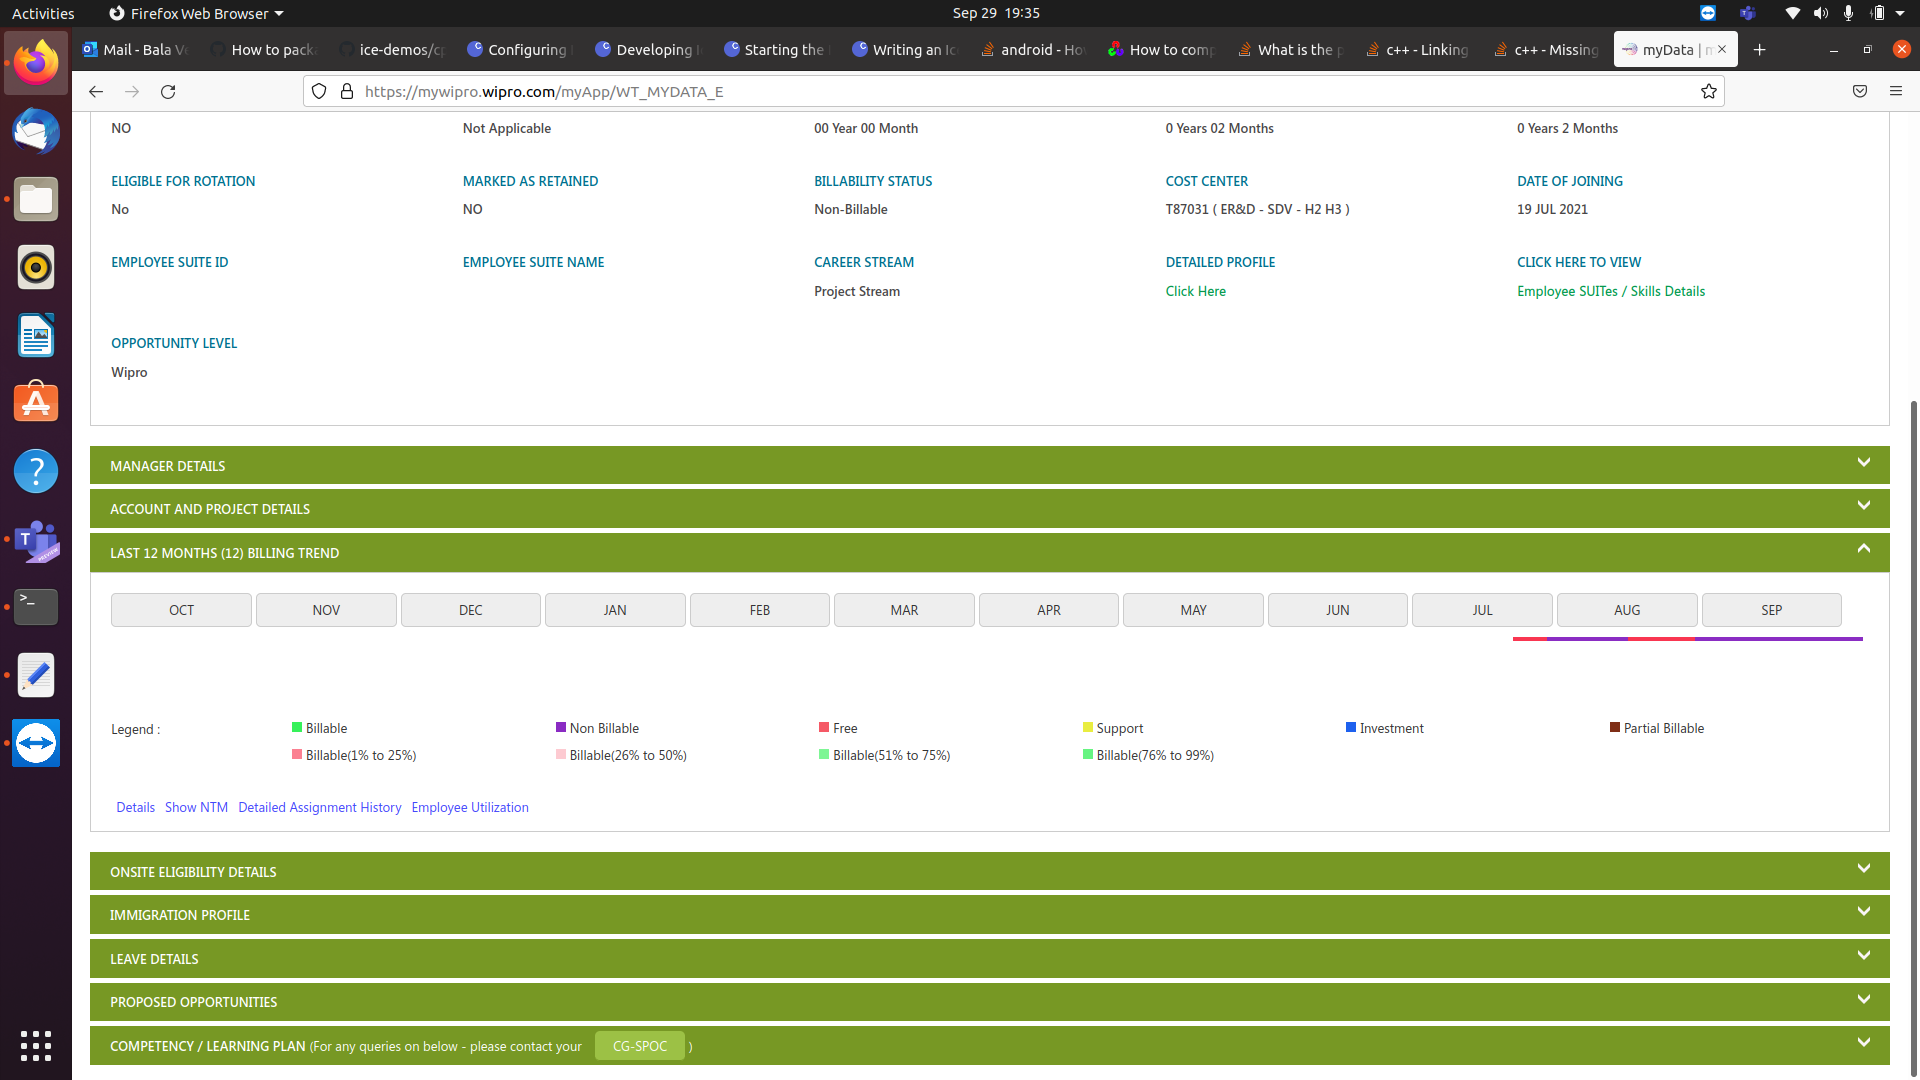 Activities Firefox Web Browser Sep 29 19:35
Mail - Bala Ve How to pack ice-demos/cp Configuring Developing I Starting the Writing an Ice android - Ho How to comp What is the p c++ - Linking c++ - Missing myData | m
https://mywipro.wipro.com/myApp/WT_MYDATA_E
NO Not Applicable 00 Year 00 Month 0 Years 02 Months 0 Years 2 Months
ELIGIBLE FOR ROTATION MARKED AS RETAINED BILLABILITY STATUS COST CENTER DATE OF JOINING
No NO Non-Billable T87031 ( ER&D - SDV - H2 H3 ) 19 JUL 2021
EMPLOYEE SUITE ID EMPLOYEE SUITE NAME CAREER STREAM DETAILED PROFILE CLICK HERE TO VIEW
Project Stream Click Here Employee SUITes / Skills Details
OPPORTUNITY LEVEL
Wipro
MANAGER DETAILS
ACCOUNT AND PROJECT DETAILS
LAST 12 MONTHS (12) BILLING TREND
OCT NOV DEC JAN FEB MAR APR MAY JUN JUL AUG SEP
Legend : Billable Non Billable Free Support Investment Partial Billable
Billable(1% to 25%) Billable(26% to 50%) Billable(51% to 75%) Billable(76% to 99%)
Details Show NTM Detailed Assignment History Employee Utilization
ONSITE ELIGIBILITY DETAILS
IMMIGRATION PROFILE
LEAVE DETAILS
PROPOSED OPPORTUNITIES
COMPETENCY / LEARNING PLAN (For any queries on below - please contact your CG-SPOC )